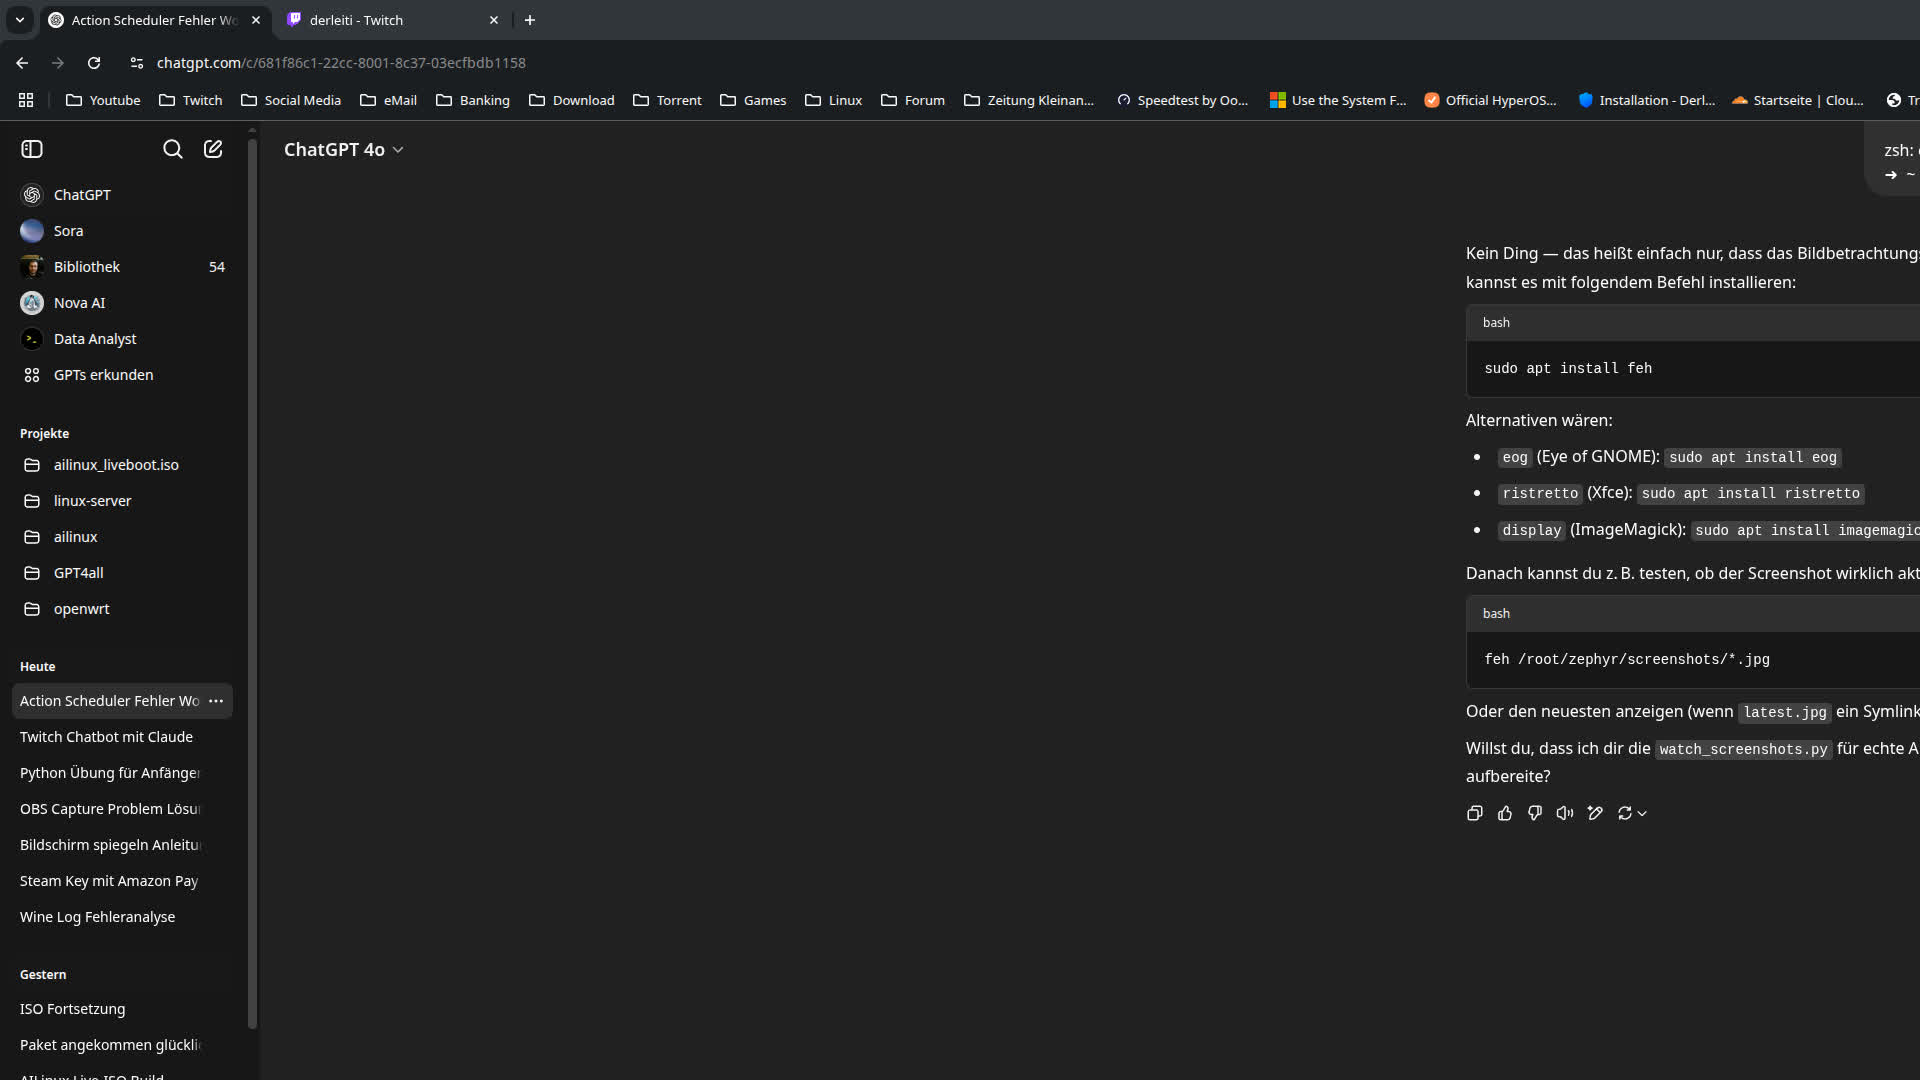 Action Scheduler Fehler Wo
derleiti - Twitch
chatgpt.com/c/681f86c1-22cc-8001-8c37-03ecfbdb1158
Youtube Twitch Social Media eMail Banking Download Torrent Games Linux Forum Zeitung Kleinan... Speedtest by Oo... Use the System F... Official HyperOS... Installation - Derl... Startseite | Clou... Tr
ChatGPT 4o
zsh:
➜ ~
ChatGPT
Sora
Bibliothek 54
Nova AI
Data Analyst
GPTs erkunden
Projekte
ailinux_liveboot.iso
linux-server
ailinux
GPT4all
openwrt
Heute
Action Scheduler Fehler Wo
Twitch Chatbot mit Claude
Python Übung für Anfänger
OBS Capture Problem Lösu
Bildschirm spiegeln Anleitu
Steam Key mit Amazon Pay
Wine Log Fehleranalyse
Gestern
ISO Fortsetzung
Paket angekommen glückli
AILinux Live ISO Build
Kein Ding — das heißt einfach nur, dass das Bildbetrachtungs
kannst es mit folgendem Befehl installieren:
bash
sudo apt install feh
Alternativen wären:
• eog (Eye of GNOME): sudo apt install eog
• ristretto (Xfce): sudo apt install ristretto
• display (ImageMagick): sudo apt install imagemagic
Danach kannst du z. B. testen, ob der Screenshot wirklich akt
bash
feh /root/zephyr/screenshots/*.jpg
Oder den neuesten anzeigen (wenn latest.jpg ein Symlink
Willst du, dass ich dir die watch_screenshots.py für echte A
aufbereite?